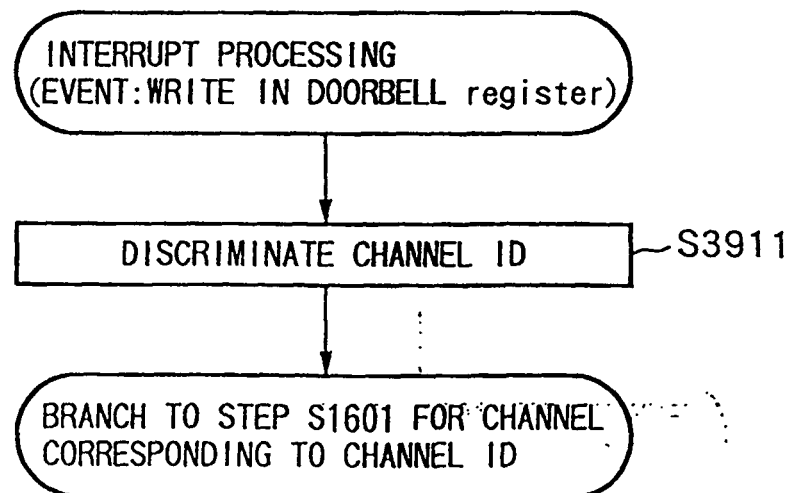 INTERRUPT PROCESSING
(EVENT:WRITE IN DOORBELL register)
DISCRIMINATE CHANNEL ID
S3911
BRANCH TO STEP S1601 FOR CHANNEL
CORRESPONDING TO CHANNEL ID